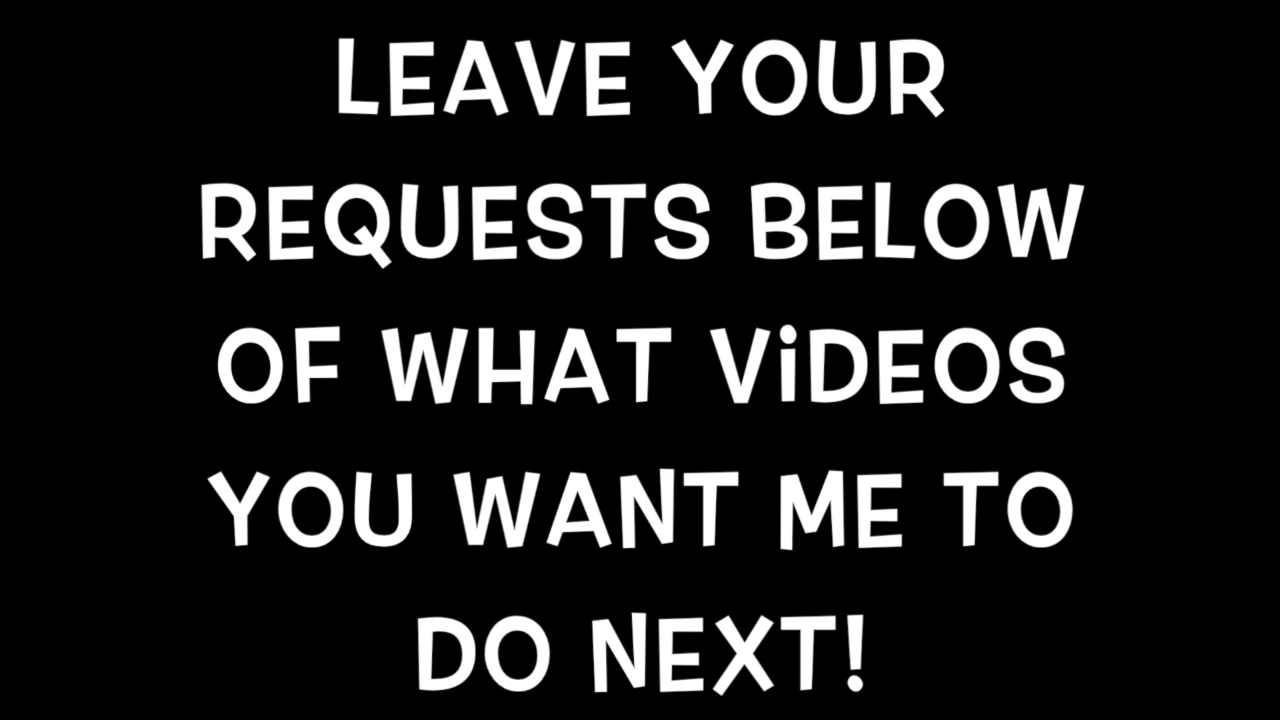 LEAVE YOUR
REQUESTS BELOW
OF WHAT ViDEOS
YOU WANT ME TO
DO NEXT!